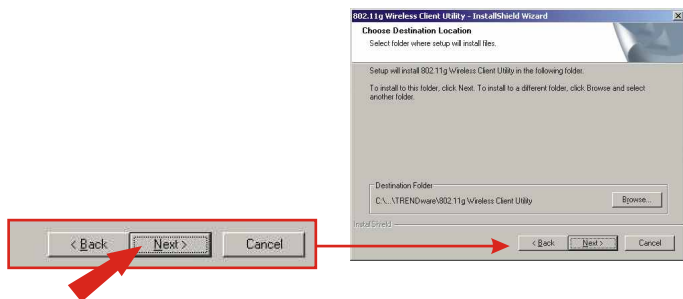 802.11g Wireless Client Utility - InstallShield Wizard
Choose Destination Location
Select folder where setup will install files.
Setup will install 802.11g Wireless Client Utility in the following folder.
To install to this folder, click Next. To install to a different folder, click Browse and select
another folder.
Destination Folder
C:\...\TRENDware\802.11g Wireless Client Utility
Browse...
InstallShield
< Back
Next >
Cancel
< Back
Next >
Cancel